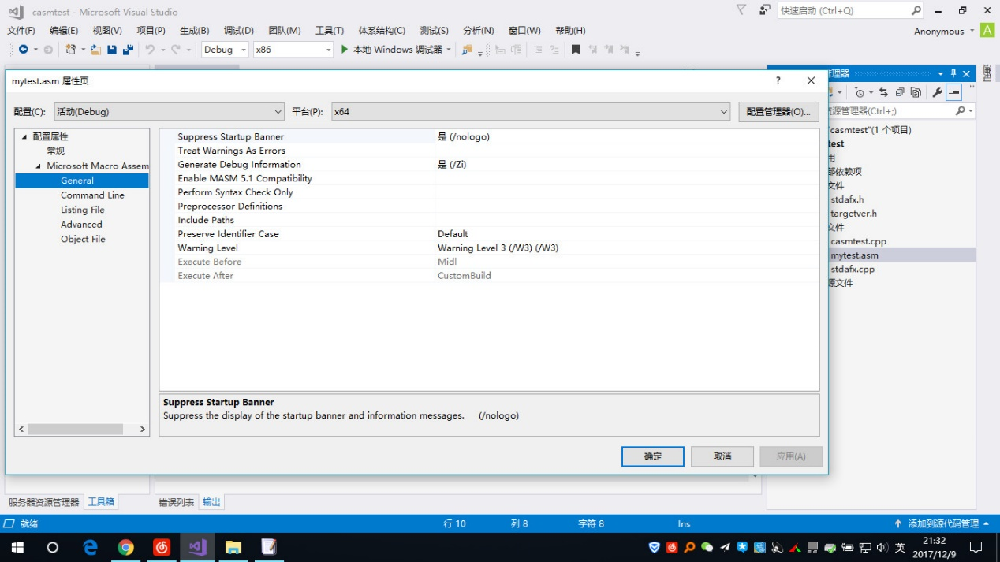 casmtest - Microsoft Visual Studio
快速启动 (Ctrl+Q)
文件(F) 编辑(E) 视图(V) 项目(P) 生成(B) 调试(D) 团队(M) 工具(T) 体系结构(C) 测试(S) 分析(N) 窗口(W) 帮助(H)
Anonymous A
Debug x86 本地 Windows 调试器
mytest.asm 属性页 ?
管理器
通知
配置(C): 活动(Debug) 平台(P): x64 配置管理器(O)...
资源管理器(Ctrl+;)
"casmtest"(1 个项目)
test
用
部依赖项
文件
stdafx.h
targetver.h
文件
casmtest.cpp
mytest.asm
stdafx.cpp
源文件
配置属性
常规
Microsoft Macro Assem
General
Command Line
Listing File
Advanced
Object File
Suppress Startup Banner 是 (/nologo)
Treat Warnings As Errors
Generate Debug Information 是 (/Zi)
Enable MASM 5.1 Compatibility
Perform Syntax Check Only
Preprocessor Definitions
Include Paths
Preserve Identifier Case Default
Warning Level Warning Level 3 (/W3) (/W3)
Execute Before Midl
Execute After CustomBuild
Suppress Startup Banner
Suppress the display of the startup banner and information messages. (/nologo)
确定 取消 应用(A)
服务器资源管理器 工具箱 错误列表 输出
就绪 行 10 列 8 字符 8 Ins 添加到源代码管理
英
21:32
2017/12/9